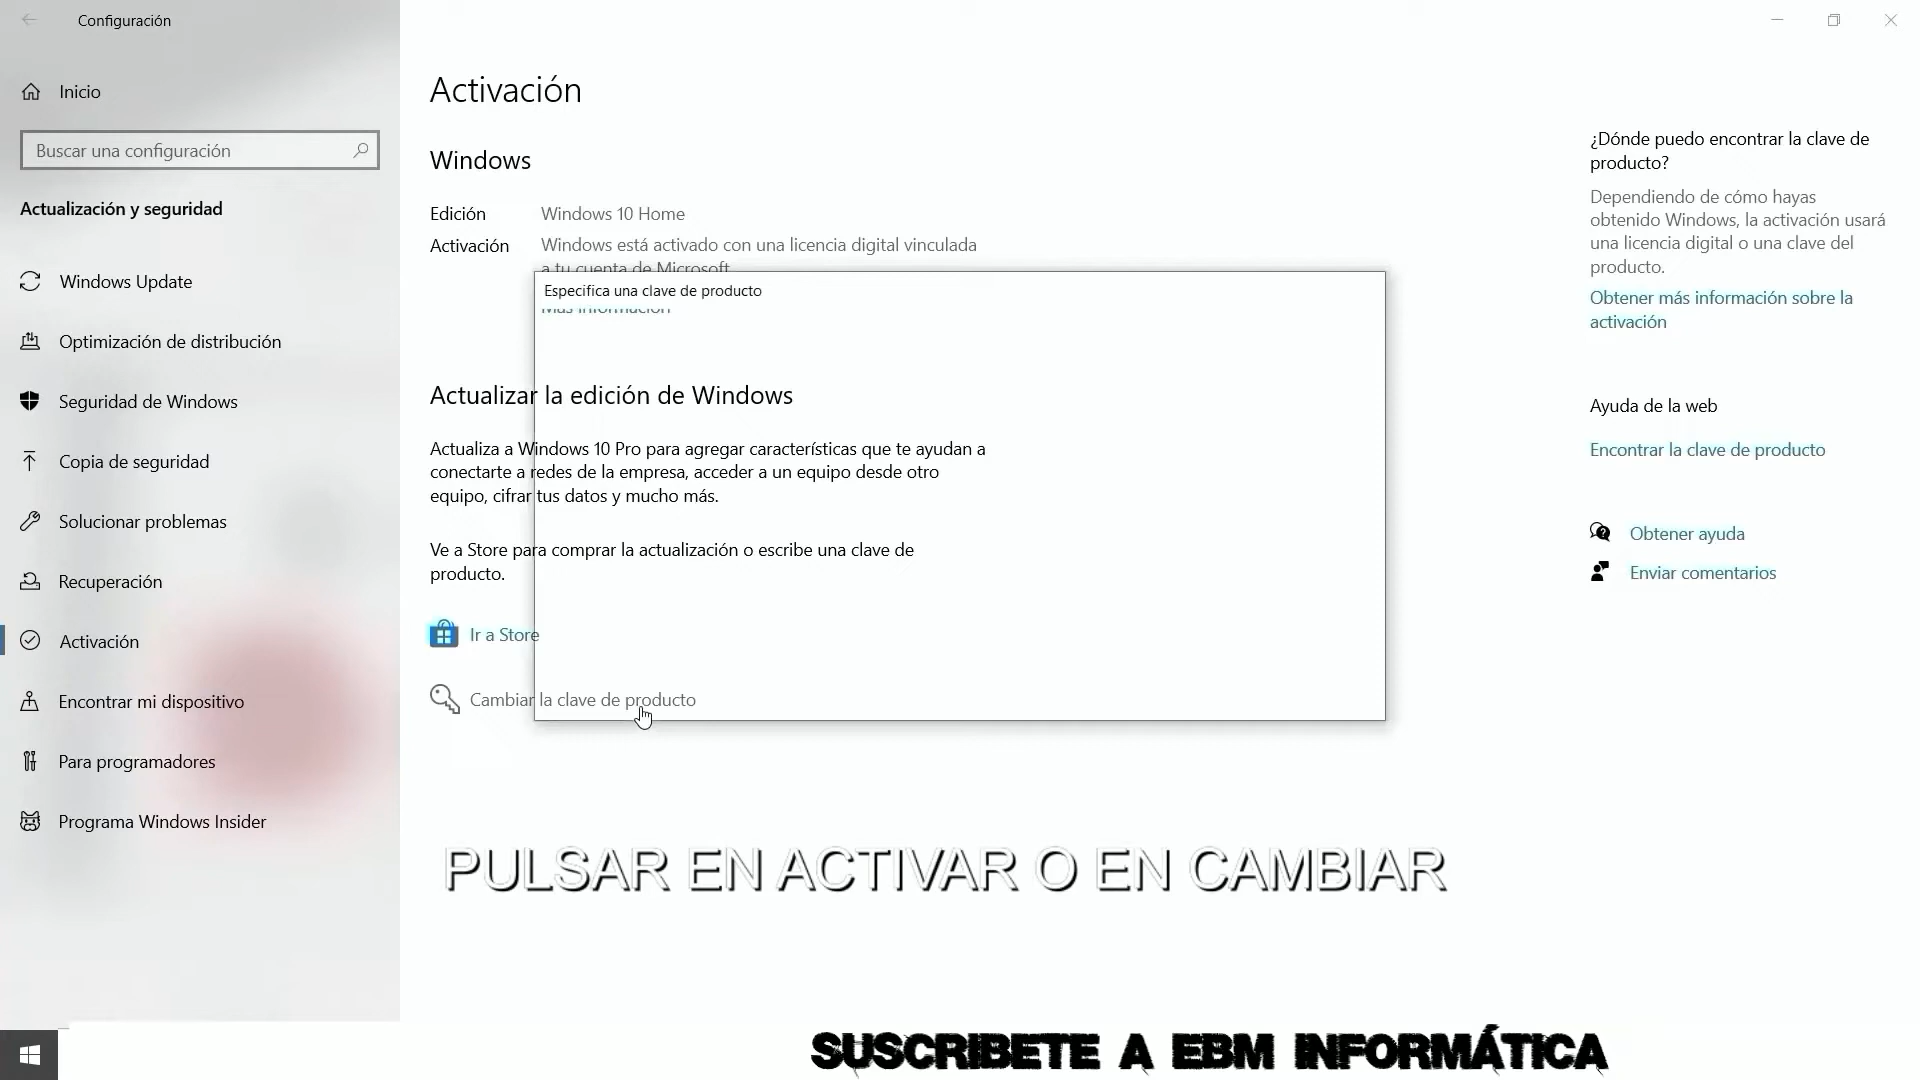 Configuración
Inicio
Buscar una configuración
Actualización y seguridad
Windows Update
Optimización de distribución
Seguridad de Windows
Copia de seguridad
Solucionar problemas
Recuperación
Activación
Encontrar mi dispositivo
Para programadores
Programa Windows Insider
Activación
Windows
Edición Windows 10 Home
Activación Windows está activado con una licencia digital vinculada
a tu cuenta de Microsoft
Especifica una clave de producto
Más información
Actualizar la edición de Windows
Actualiza a Windows 10 Pro para agregar características que te ayudan a
conectarte a redes de la empresa, acceder a un equipo desde otro
equipo, cifrar tus datos y mucho más.
Ve a Store para comprar la actualización o escribe una clave de
producto.
Ir a Store
Cambiar la clave de producto
¿Dónde puedo encontrar la clave de
producto?
Dependiendo de cómo hayas
obtenido Windows, la activación usará
una licencia digital o una clave del
producto.
Obtener más información sobre la
activación
Ayuda de la web
Encontrar la clave de producto
Obtener ayuda
Enviar comentarios
PULSAR EN ACTIVAR O EN CAMBIAR
SUSCRIBETE A EBM INFORMÁTICA